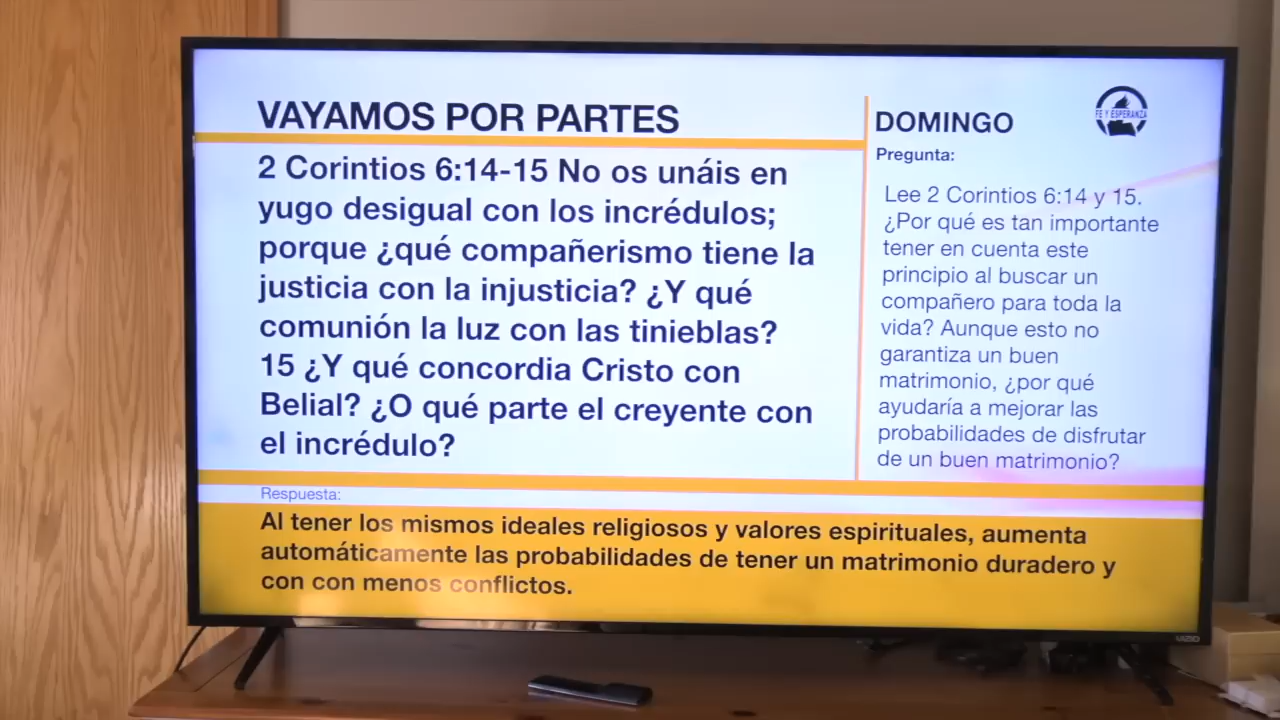 VAYAMOS POR PARTES
2 Corintios 6:14-15 No os unáis en
yugo desigual con los incrédulos;
porque ¿qué compañerismo tiene la
justicia con la injusticia? ¿Y qué
comunión la luz con las tinieblas?
15 ¿Y qué concordia Cristo con
Belial? ¿O qué parte el creyente con
el incrédulo?
DOMINGO
FE Y ESPERANZA
Pregunta:
Lee 2 Corintios 6:14 y 15.
¿Por qué es tan importante
tener en cuenta este
principio al buscar un
compañero para toda la
vida? Aunque esto no
garantiza un buen
matrimonio, ¿por qué
ayudaría a mejorar las
probabilidades de disfrutar
de un buen matrimonio?
Respuesta:
Al tener los mismos ideales religiosos y valores espirituales, aumenta
automáticamente las probabilidades de tener un matrimonio duradero y
con con menos conflictos.
VIZIO